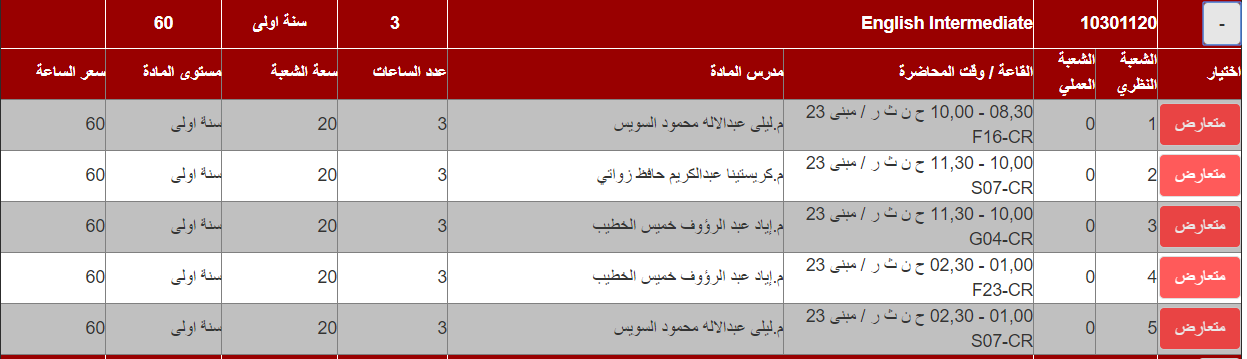 - 10301120 English Intermediate 3 سنة اولى 60
اختيار الشعبة النظري الشعبة العملي القاعة / وقت المحاضرة مدرس المادة عدد الساعات سعة الشعبة مستوى المادة سعر الساعة
متعارض 1 0 08,30 - 10,00 ح ن ث ر / مبنى 23 F16-CR م.ليلى عبدالاله محمود السويس 3 20 سنة اولى 60
متعارض 2 0 10,00 - 11,30 ح ن ث ر / مبنى 23 S07-CR م.كريستينا عبدالكريم حافظ زواتي 3 20 سنة اولى 60
متعارض 3 0 10,00 - 11,30 ح ن ث ر / مبنى 23 G04-CR م.إياد عبد الرؤوف خميس الخطيب 3 20 سنة اولى 60
متعارض 4 0 01,00 - 02,30 ح ن ث ر / مبنى 23 F23-CR م.إياد عبد الرؤوف خميس الخطيب 3 20 سنة اولى 60
متعارض 5 0 01,00 - 02,30 ح ن ث ر / مبنى 23 S07-CR م.ليلى عبدالاله محمود السويس 3 20 سنة اولى 60